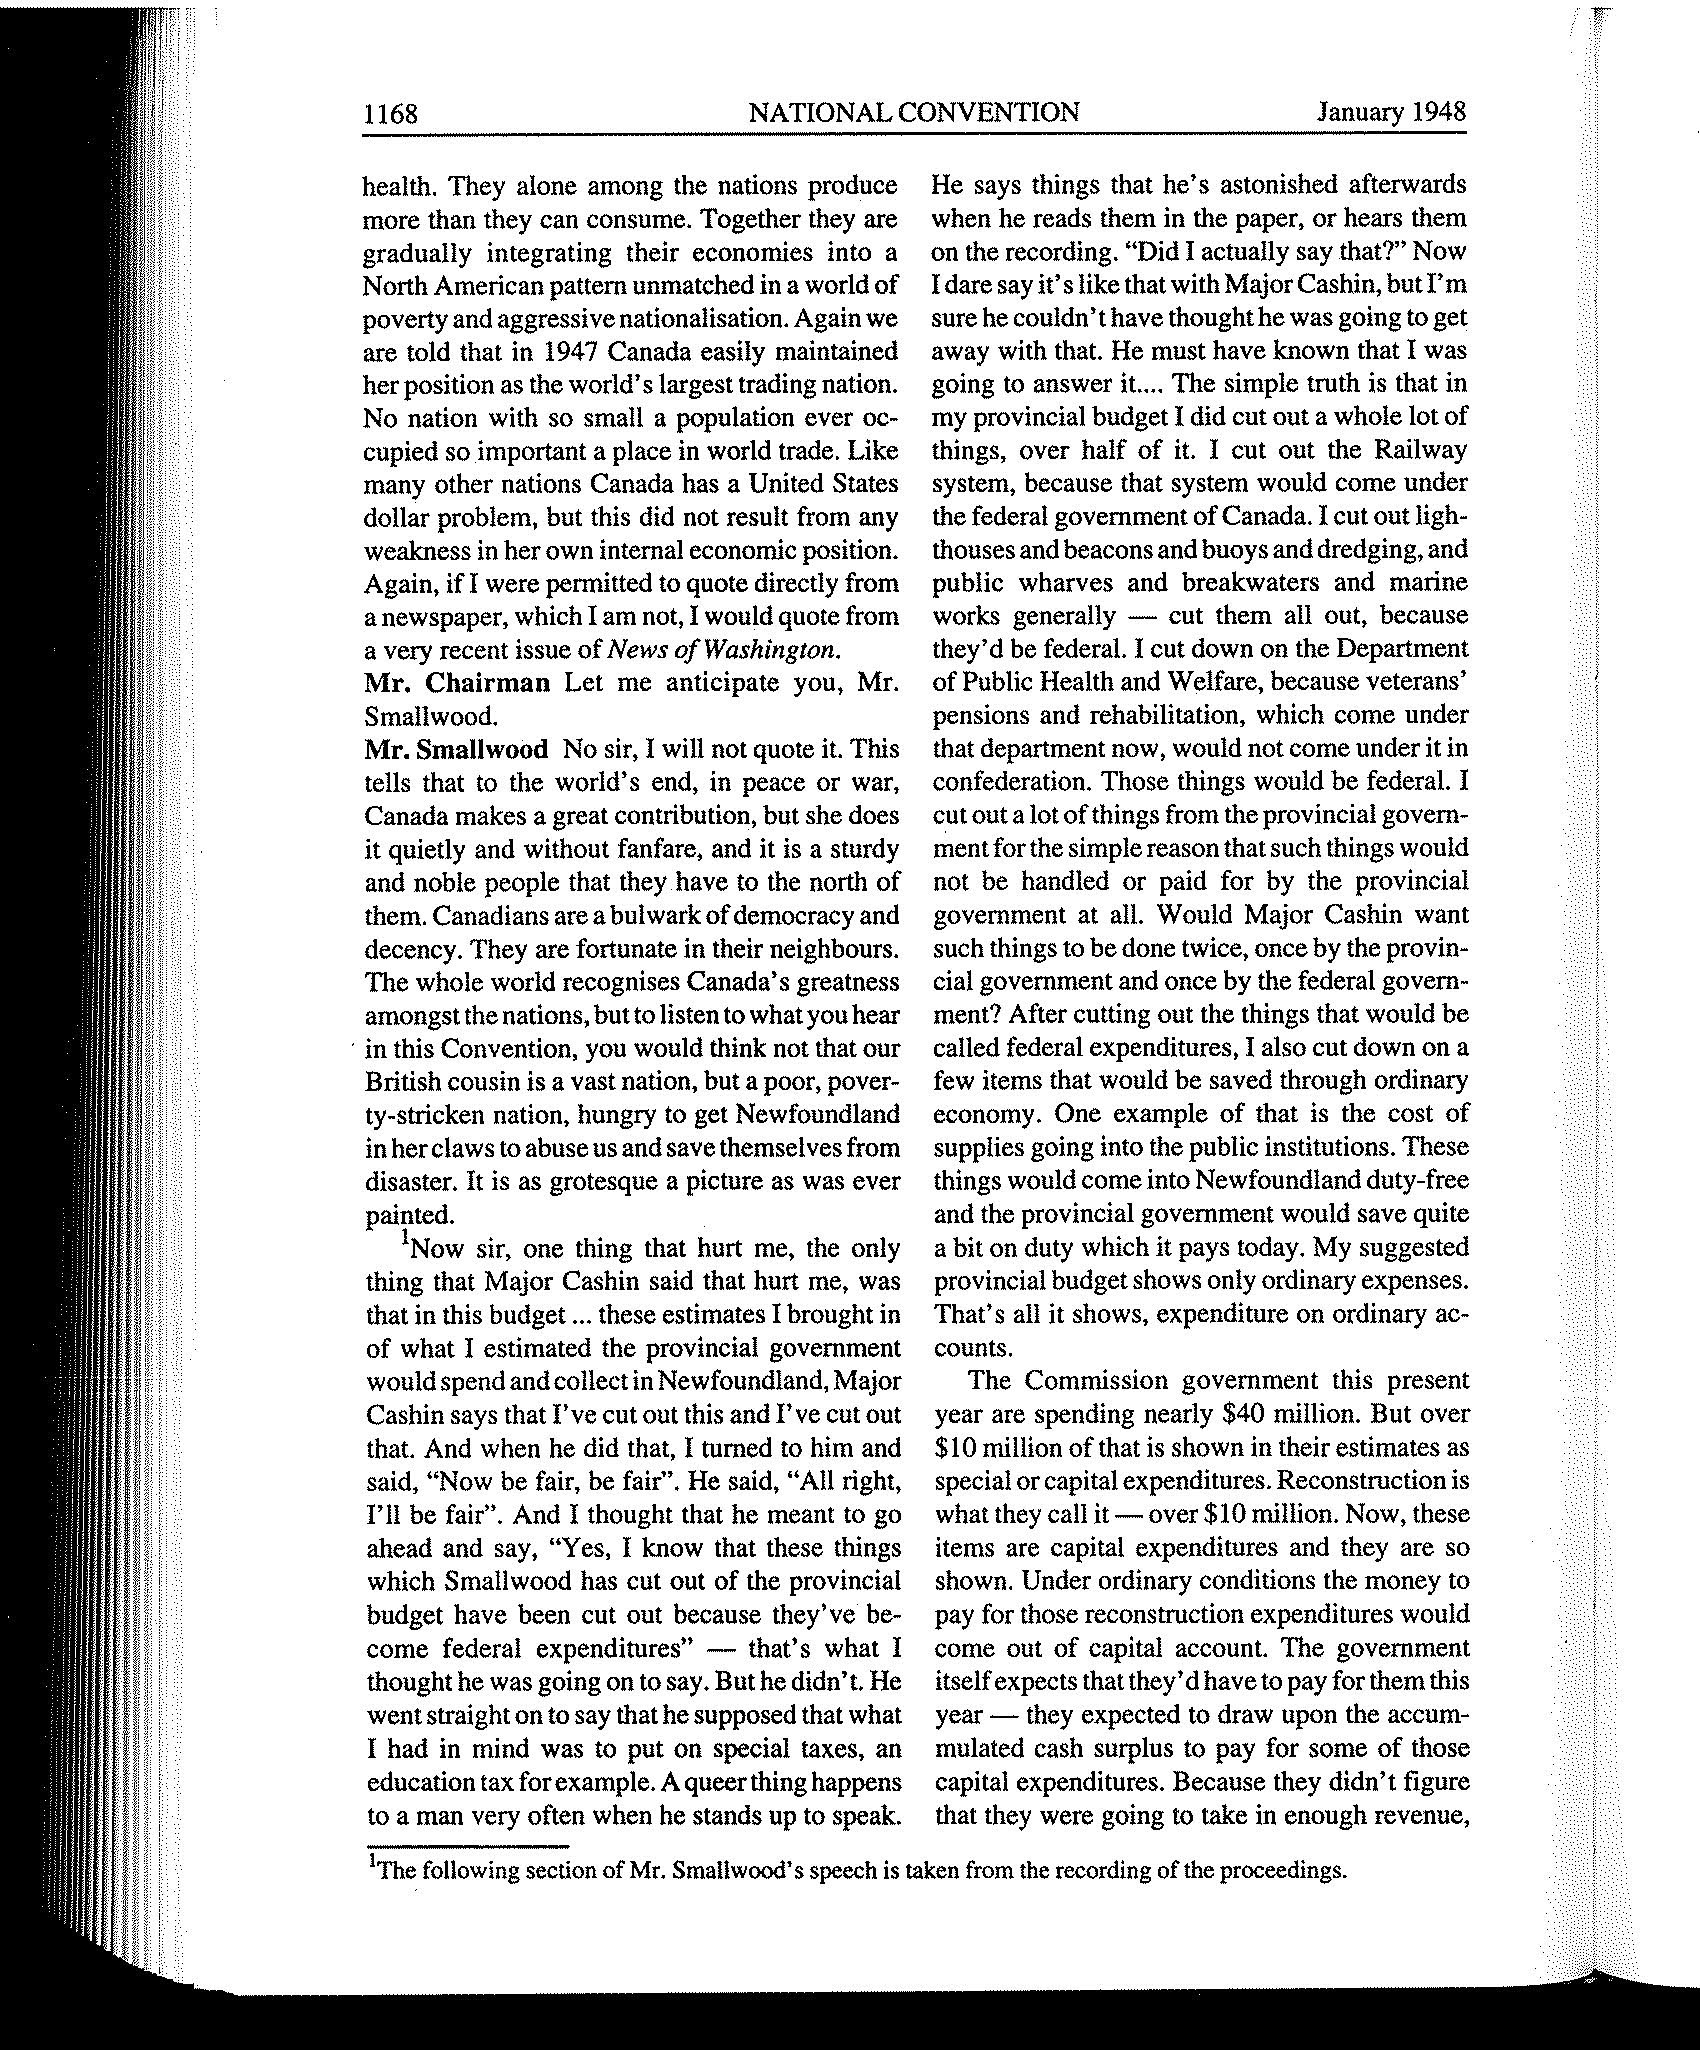 1168 NATIONAL CONVENTION January 1948
health. They alone among the nations produce
more than they can consume. Together they are
gradually integrating their economies into a
North American pattern unmatched in a world of
poverty and aggressive nationalisation. Again we
are told that in 1947 Canada easily maintained
her position as the world's largest trading nation.
No nation with so small a population ever oc-
cupied so important a place in world trade. Like
many other nations Canada has a United States
dollar problem, but this did not result from any
weakness in her own internal economic position.
Again, if I were permitted to quote directly from
a newspaper, which I am not, I would quote from
a very recent issue of News of Washington.
Mr. Chairman Let me anticipate you, Mr.
Smallwood.
Mr. Smallwood No sir, I will not quote it. This
tells that to the world's end, in peace or war,
Canada makes a great contribution, but she does
it quietly and without fanfare, and it is a sturdy
and noble people that they have to the north of
them. Canadians are a bulwark of democracy and
decency. They are fortunate in their neighbours.
The whole world recognises Canada's greatness
amongst the nations, but to listen to what you hear
in this Convention, you would think not that our
British cousin is a vast nation, but a poor, pover-
ty-stricken nation, hungry to get Newfoundland
in her claws to abuse us and save themselves from
disaster. It is as grotesque a picture as was ever
painted.
¹Now sir, one thing that hurt me, the only
thing that Major Cashin said that hurt me, was
that in this budget ... these estimates I brought in
of what I estimated the provincial government
would spend and collect in Newfoundland, Major
Cashin says that I've cut out this and I've cut out
that. And when he did that, I turned to him and
said, "Now be fair, be fair". He said, "All right,
I'll be fair". And I thought that he meant to go
ahead and say, "Yes, I know that these things
which Smallwood has cut out of the provincial
budget have been cut out because they've be-
come federal expenditures" — that's what I
thought he was going on to say. But he didn't. He
went straight on to say that he supposed that what
I had in mind was to put on special taxes, an
education tax for example. A queer thing happens
to a man very often when he stands up to speak.
He says things that he's astonished afterwards
when he reads them in the paper, or hears them
on the recording. "Did I actually say that?" Now
I dare say it's like that with Major Cashin, but I'm
sure he couldn't have thought he was going to get
away with that. He must have known that I was
going to answer it.... The simple truth is that in
my provincial budget I did cut out a whole lot of
things, over half of it. I cut out the Railway
system, because that system would come under
the federal government of Canada. I cut out ligh-
thouses and beacons and buoys and dredging, and
public wharves and breakwaters and marine
works generally — cut them all out, because
they'd be federal. I cut down on the Department
of Public Health and Welfare, because veterans'
pensions and rehabilitation, which come under
that department now, would not come under it in
confederation. Those things would be federal. I
cut out a lot of things from the provincial govern-
ment for the simple reason that such things would
not be handled or paid for by the provincial
government at all. Would Major Cashin want
such things to be done twice, once by the provin-
cial government and once by the federal govern-
ment? After cutting out the things that would be
called federal expenditures, I also cut down on a
few items that would be saved through ordinary
economy. One example of that is the cost of
supplies going into the public institutions. These
things would come into Newfoundland duty-free
and the provincial government would save quite
a bit on duty which it pays today. My suggested
provincial budget shows only ordinary expenses.
That's all it shows, expenditure on ordinary ac-
counts.
The Commission government this present
year are spending nearly $40 million. But over
$10 million of that is shown in their estimates as
special or capital expenditures. Reconstruction is
what they call it — over $10 million. Now, these
items are capital expenditures and they are so
shown. Under ordinary conditions the money to
pay for those reconstruction expenditures would
come out of capital account. The government
itself expects that they'd have to pay for them this
year — they expected to draw upon the accum-
mulated cash surplus to pay for some of those
capital expenditures. Because they didn't figure
that they were going to take in enough revenue,
¹The following section of Mr. Smallwood's speech is taken from the recording of the proceedings.